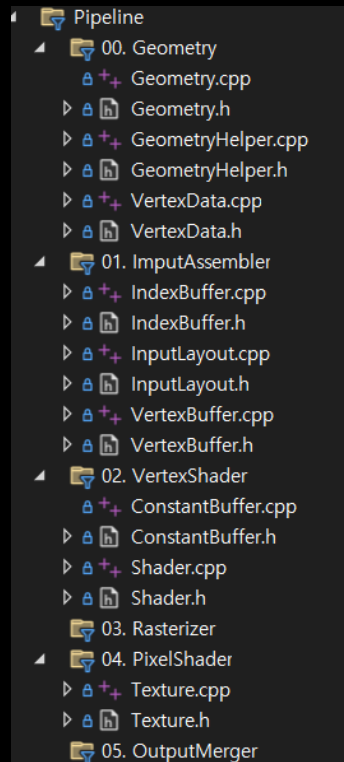 Pipeline
00. Geometry
Geometry.cpp
Geometry.h
GeometryHelper.cpp
GeometryHelper.h
VertexData.cpp
VertexData.h
01. ImputAssembler
IndexBuffer.cpp
IndexBuffer.h
InputLayout.cpp
InputLayout.h
VertexBuffer.cpp
VertexBuffer.h
02. VertexShader
ConstantBuffer.cpp
ConstantBuffer.h
Shader.cpp
Shader.h
03. Rasterizer
04. PixelShader
Texture.cpp
Texture.h
05. OutputMerger